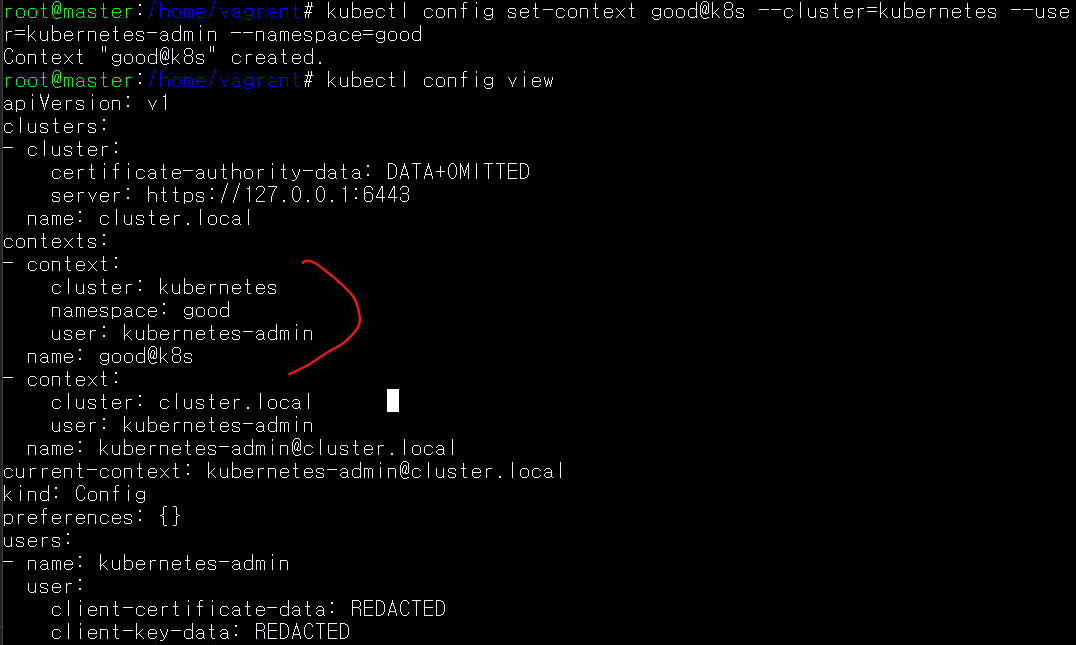 root@master:/home/vagrant# kubectl config set-context good@k8s --cluster=kubernetes --use
r=kubernetes-admin --namespace=good
Context "good@k8s" created.
root@master:/home/vagrant# kubectl config view
apiVersion: v1
clusters:
- cluster:
    certificate-authority-data: DATA+OMITTED
    server: https://127.0.0.1:6443
  name: cluster.local
contexts:
- context:
    cluster: kubernetes
    namespace: good
    user: kubernetes-admin
  name: good@k8s
- context:
    cluster: cluster.local
    user: kubernetes-admin
  name: kubernetes-admin@cluster.local
current-context: kubernetes-admin@cluster.local
kind: Config
preferences: {}
users:
- name: kubernetes-admin
  user:
    client-certificate-data: REDACTED
    client-key-data: REDACTED